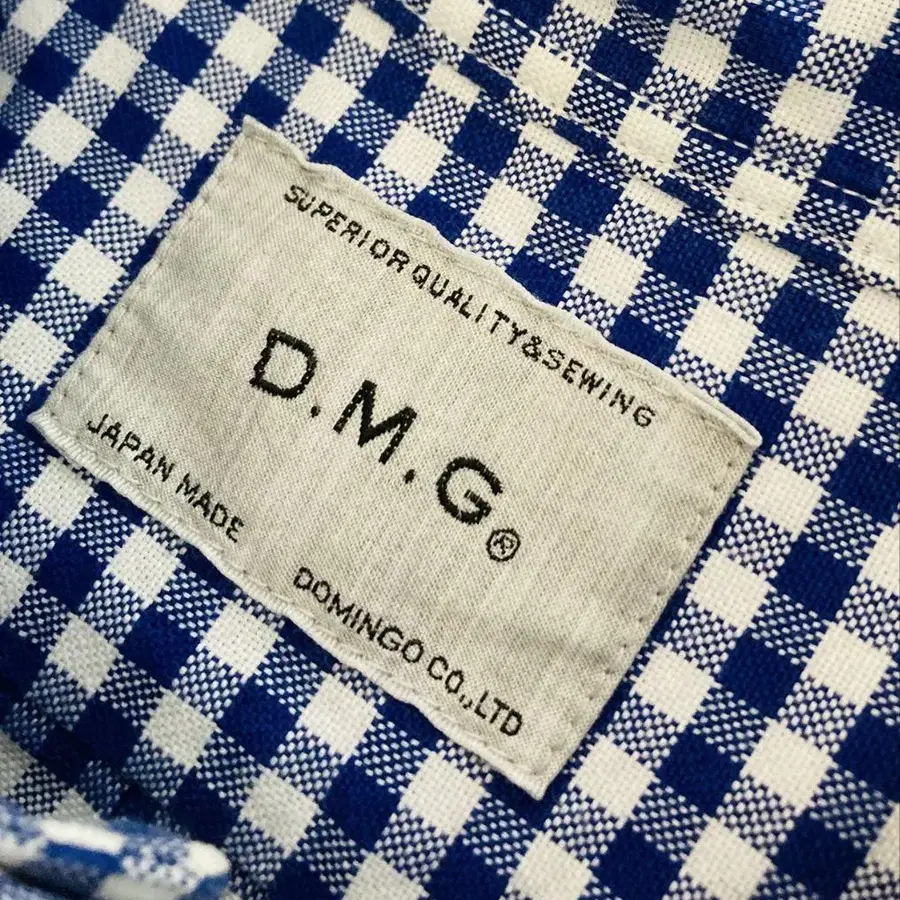 SUPERIOR QUALITY&SEWING
D.M.G®
JAPAN MADE
DOMINGO CO.,LTD